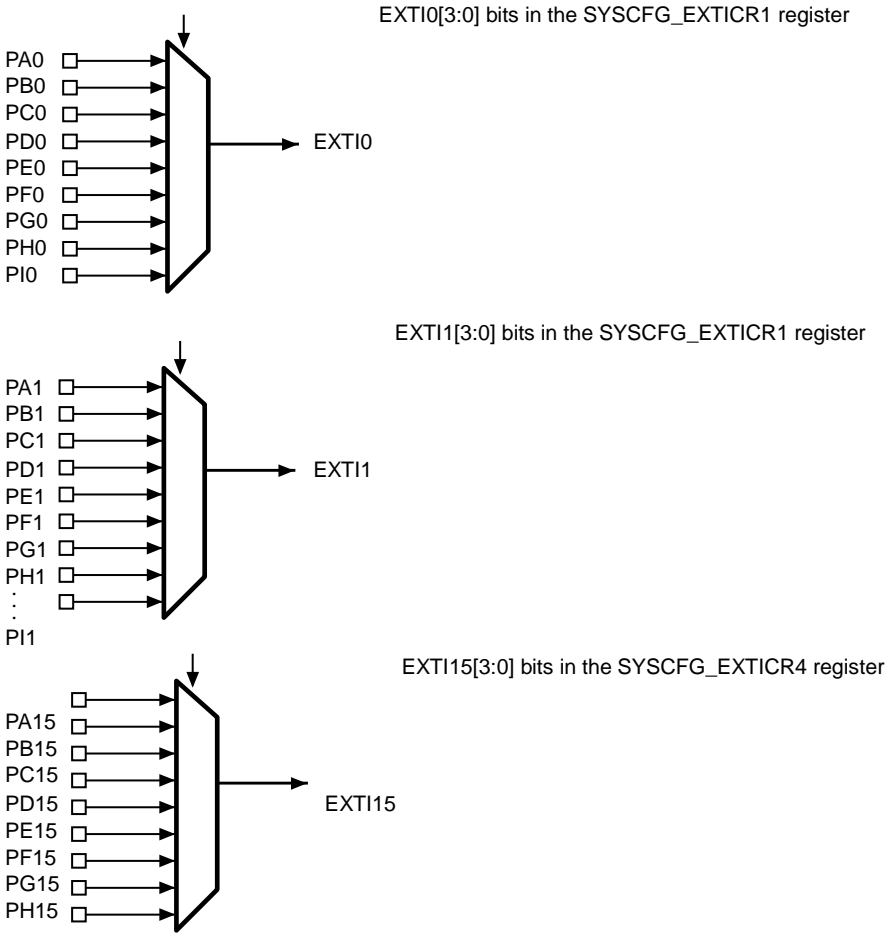 EXTI0[3:0] bits in the SYSCFG_EXTICR1 register
PA0
PB0
PC0
PD0
EXTI0
PE0
PF0
PG0
PH0
PI0
EXTI1[3:0] bits in the SYSCFG_EXTICR1 register
PA1
PB1
PC1
PD1
EXTI1
PE1
PF1
PG1
PH1
PI1
EXTI15[3:0] bits in the SYSCFG_EXTICR4 register
PA15
PB15
PC15
PD15
EXTI15
PE15
PF15
PG15
PH15